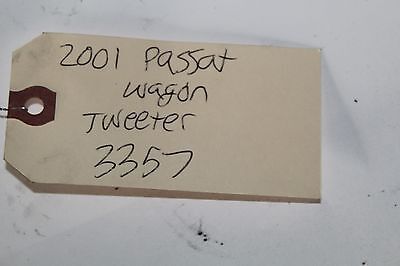 2001 Passat
wagon
Tweeter
3357